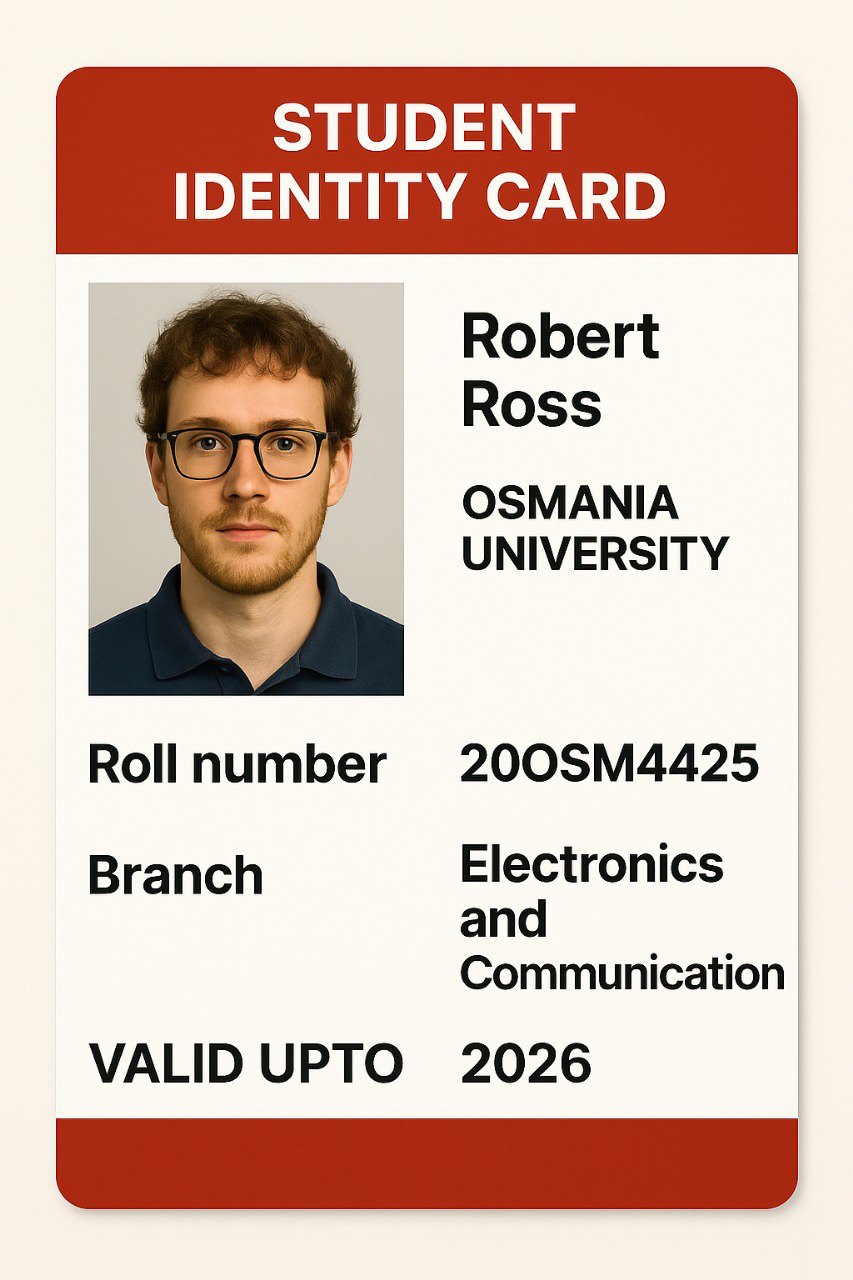 STUDENT
IDENTITY CARD
Robert
Ross
OSMANIA
UNIVERSITY
Roll number 20OSM4425
Branch Electronics
and
Communication
VALID UPTO 2026